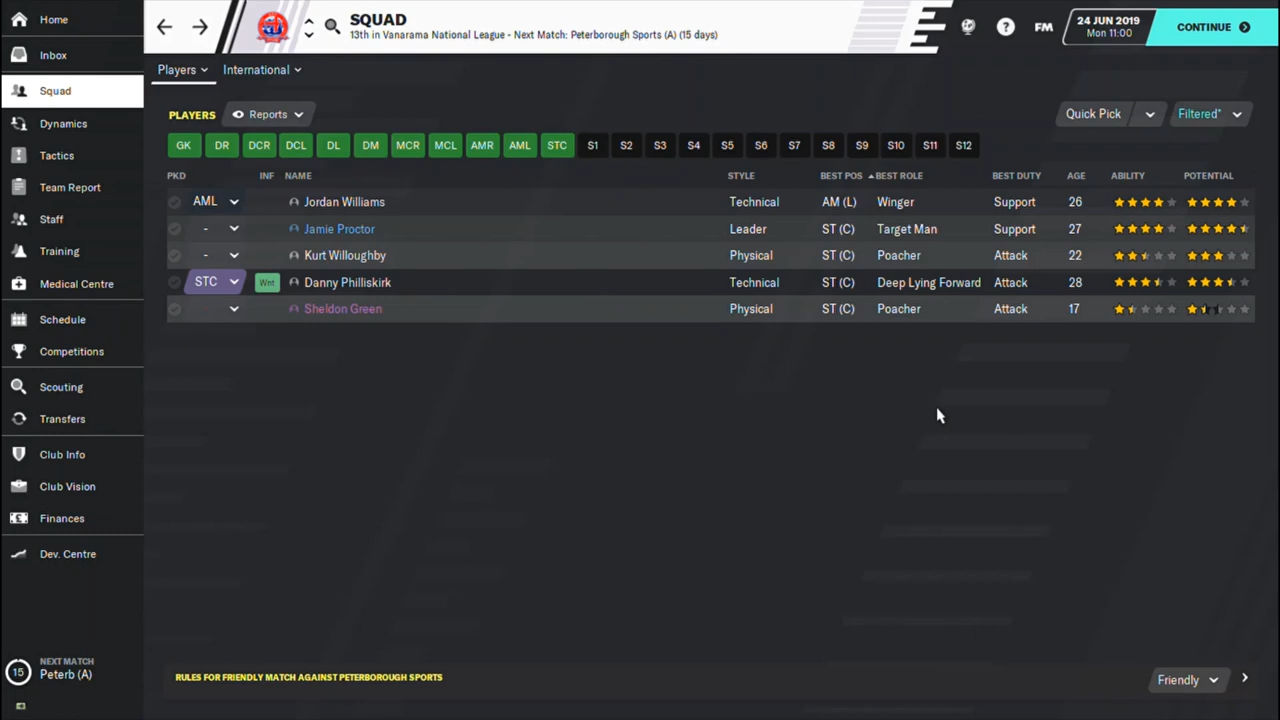 Home
Inbox
Squad
Dynamics
Tactics
Team Report
Staff
Training
Medical Centre
Schedule
Competitions
Scouting
Transfers
Club Info
Club Vision
Finances
Dev. Centre
15
NEXT MATCH
Peterb (A)
SQUAD
13th in Vanarama National League - Next Match: Peterborough Sports (A) (15 days)
? FM
24 JUN 2019
Mon 11:00
CONTINUE
Players International
PLAYERS Reports Quick Pick Filtered*
GK DR DCR DCL DL DM MCR MCL AMR AML STC S1 S2 S3 S4 S5 S6 S7 S8 S9 S10 S11 S12
PKD INF NAME STYLE BEST POS BEST ROLE BEST DUTY AGE ABILITY POTENTIAL
AML Jordan Williams Technical AM (L) Winger Support 26
- Jamie Proctor Leader ST (C) Target Man Support 27
- Kurt Willoughby Physical ST (C) Poacher Attack 22
STC Wnt Danny Philliskirk Technical ST (C) Deep Lying Forward Attack 28
Sheldon Green Physical ST (C) Poacher Attack 17
RULES FOR FRIENDLY MATCH AGAINST PETERBOROUGH SPORTS
Friendly